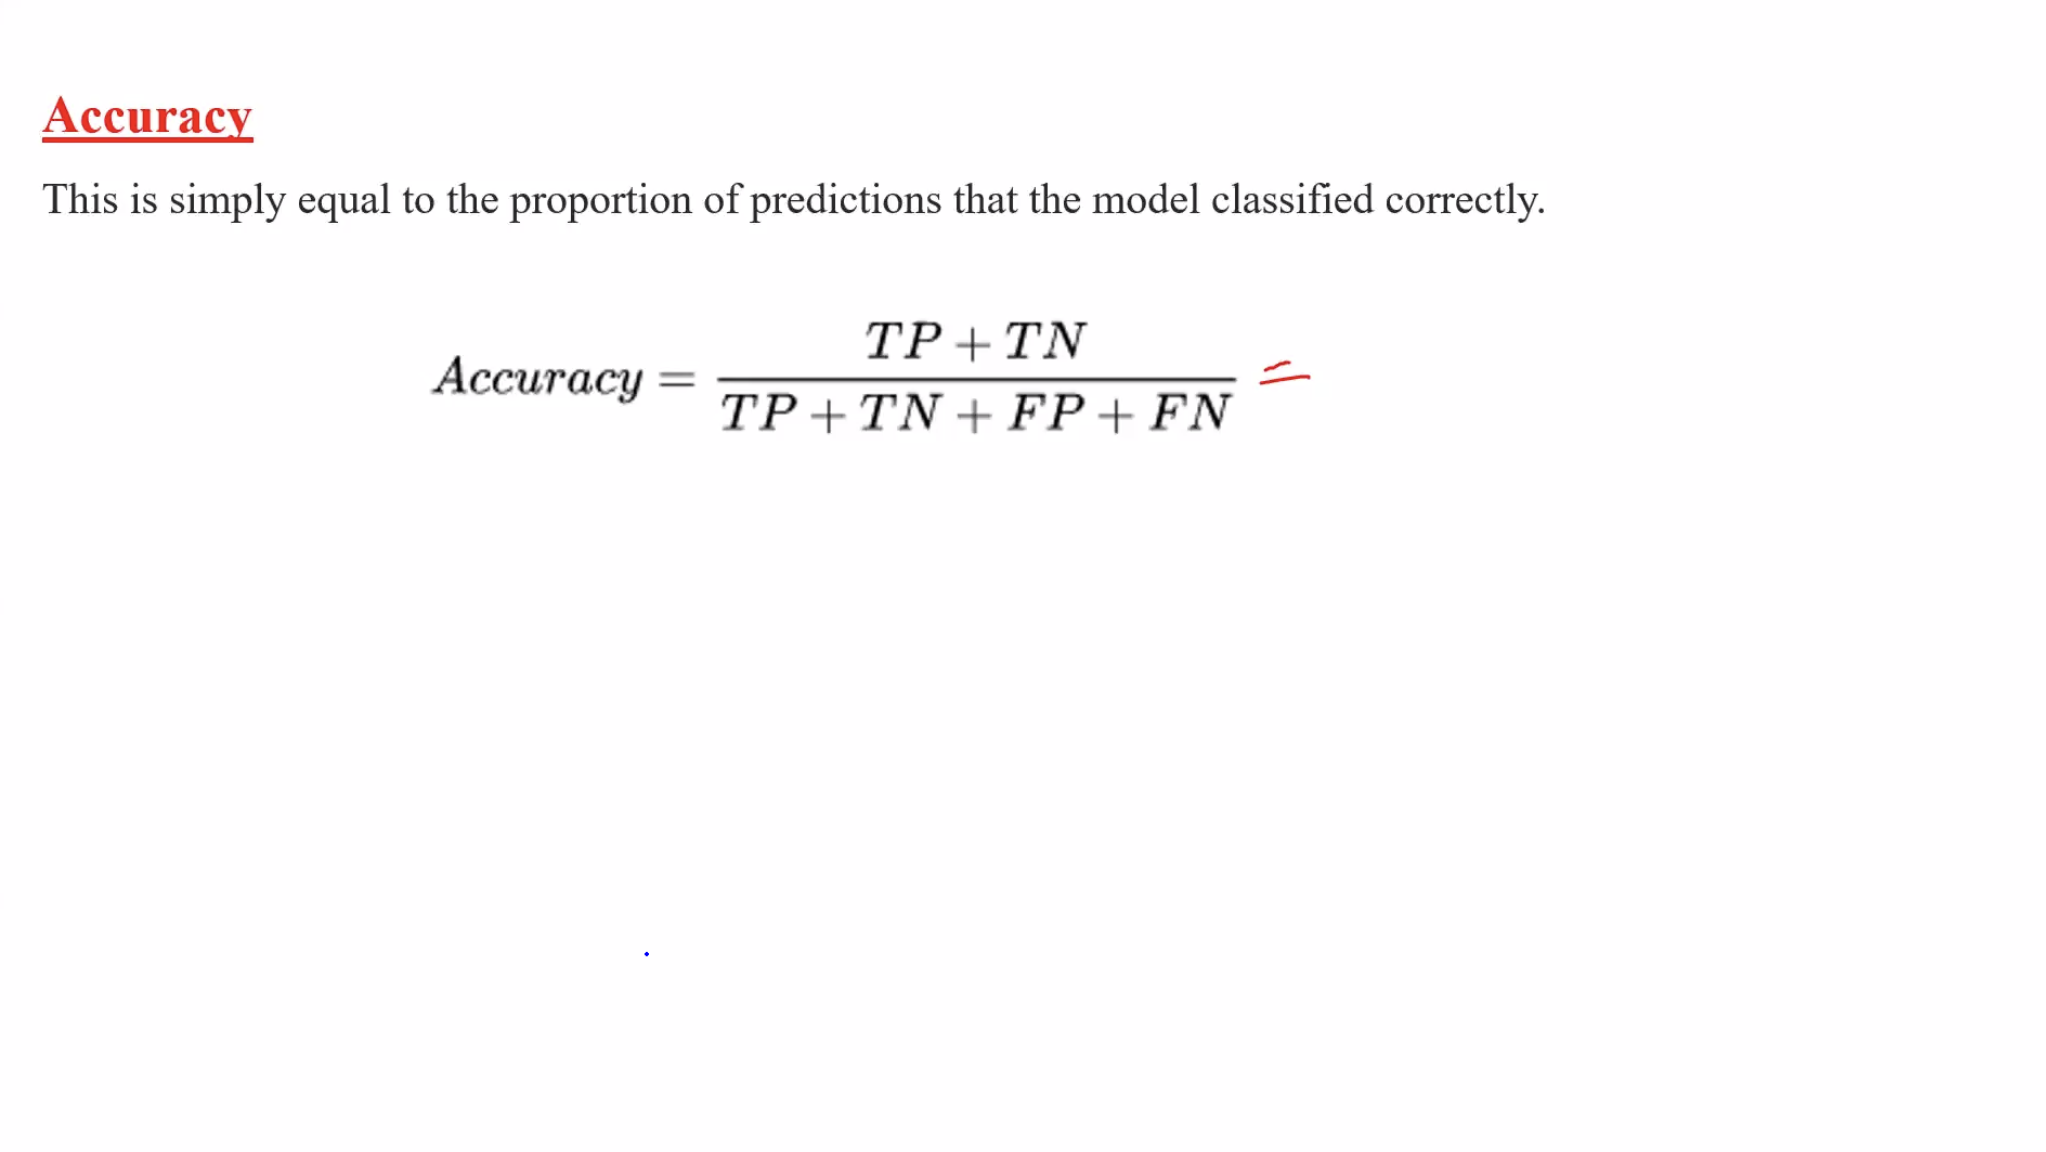 Accuracy
This is simply equal to the proportion of predictions that the model classified correctly.
Accuracy = \frac{TP + TN}{TP + TN + FP + FN} =